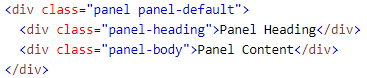 <div class="panel panel-default">
  <div class="panel-heading">Panel Heading</div>
  <div class="panel-body">Panel Content</div>
</div>